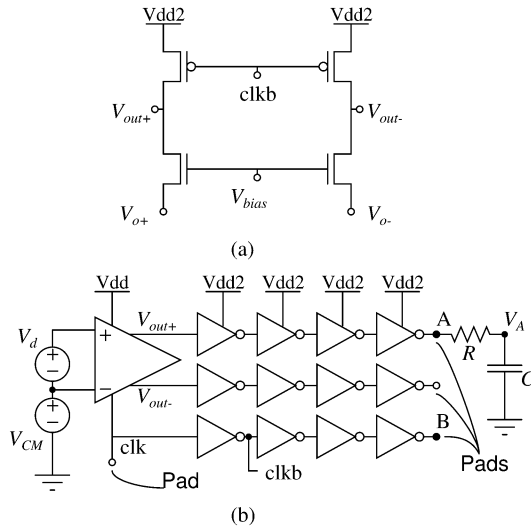 Vdd2 Vdd2
clkb
Vout+ Vout-
Vbias
Vo+ Vo-
(a)
Vdd Vdd2 Vdd2 Vdd2 Vdd2
Vout+ A VA
Vd + R
+ −
− C
Vout- B
VCM + −
clk clkb
Pad Pads
(b)